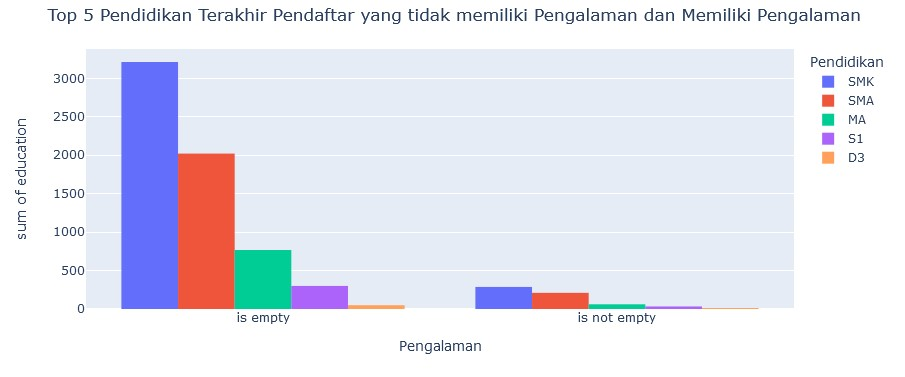 Top 5 Pendidikan Terakhir Pendaftar yang tidak memiliki Pengalaman dan Memiliki Pengalaman
Pendidikan
SMK
SMA
MA
S1
D3
sum of education
3000
2500
2000
1500
1000
500
0
is empty
is not empty
Pengalaman